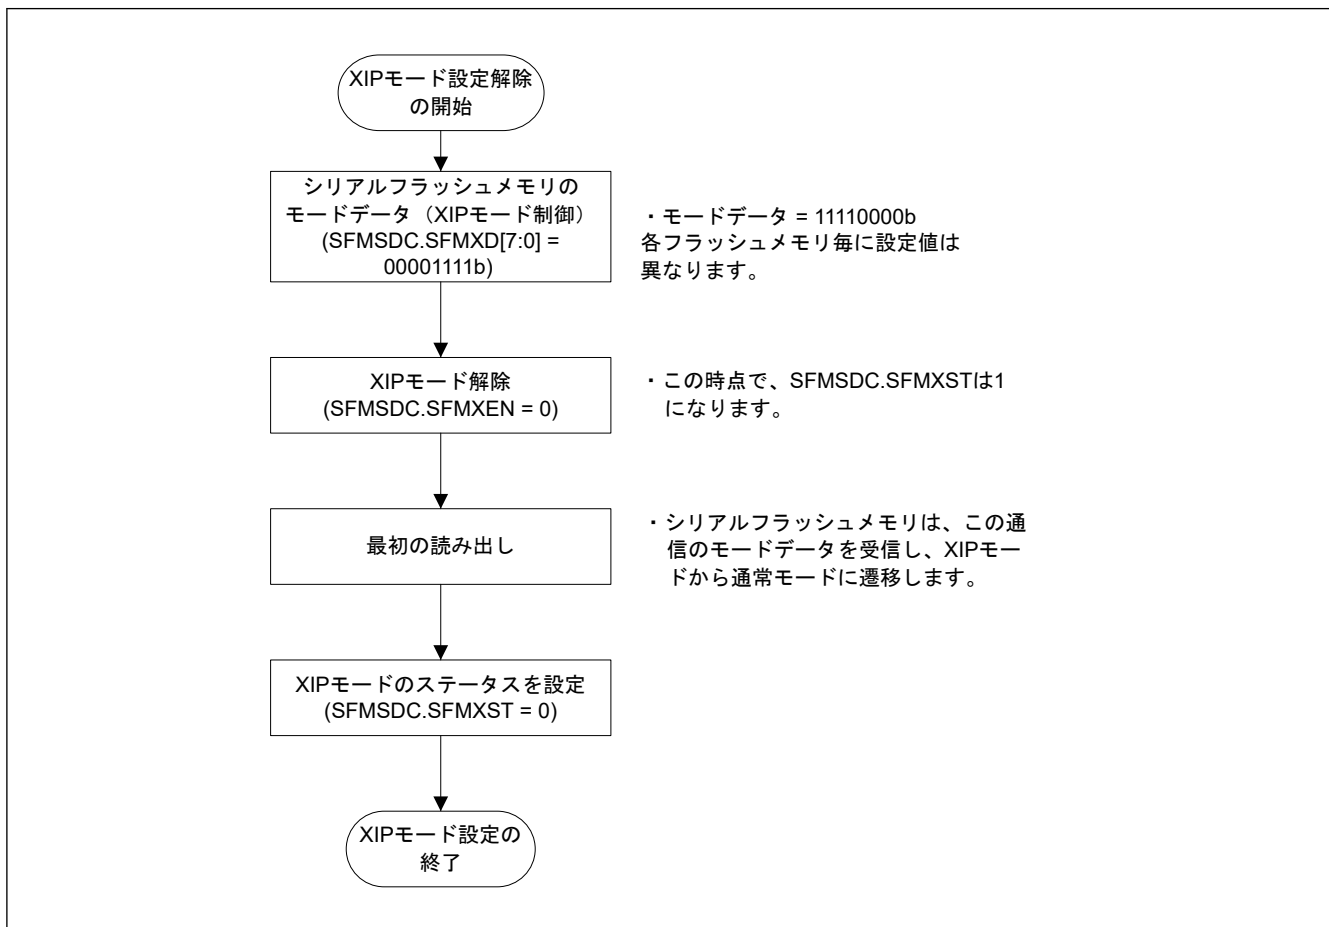 XIPモード設定解除
の開始
シリアルフラッシュメモリの
モードデータ（XIPモード制御）
(SFMSDC.SFMXD[7:0] =
00001111b)
・モードデータ = 11110000b
各フラッシュメモリ毎に設定値は
異なります。
XIPモード解除
(SFMSDC.SFMXEN = 0)
・この時点で、SFMSDC.SFMXSTは1
になります。
最初の読み出し
・シリアルフラッシュメモリは、この通
信のモードデータを受信し、XIPモー
ドから通常モードに遷移します。
XIPモードのステータスを設定
(SFMSDC.SFMXST = 0)
XIPモード設定の
終了